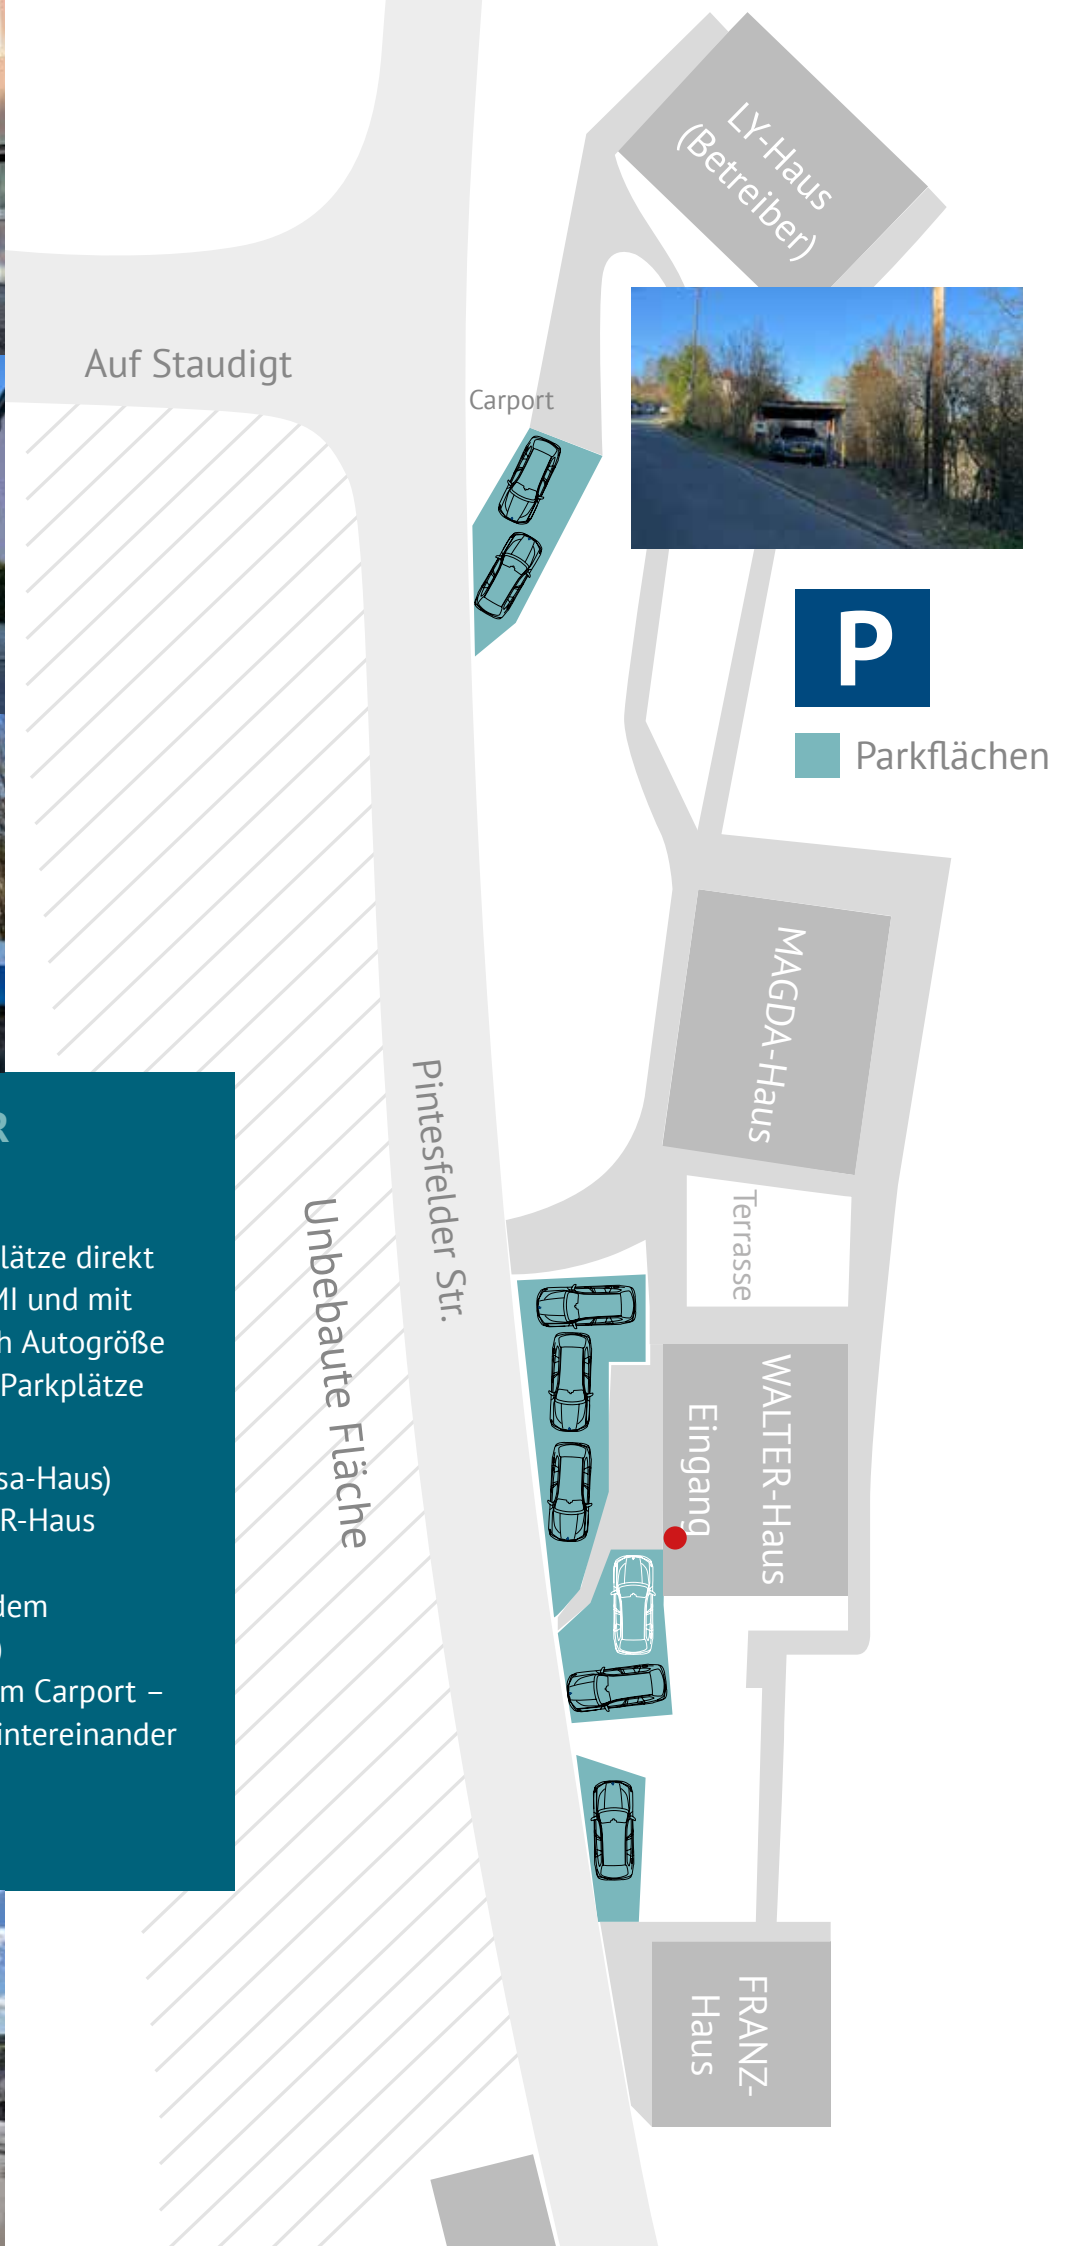 LY-Haus
(Betreiber)
Auf Staudigt
Carport
P
Parkflächen
MAGDA-Haus
Pintesfelder Str.
Terrasse
Unbebaute Fläche
WALTER-Haus
Eingang
FRANZ-
Haus
R
lätze direkt
MI und mit
h Autogröße
Parkplätze
sa-Haus)
R-Haus
dem
)
m Carport –
intereinander